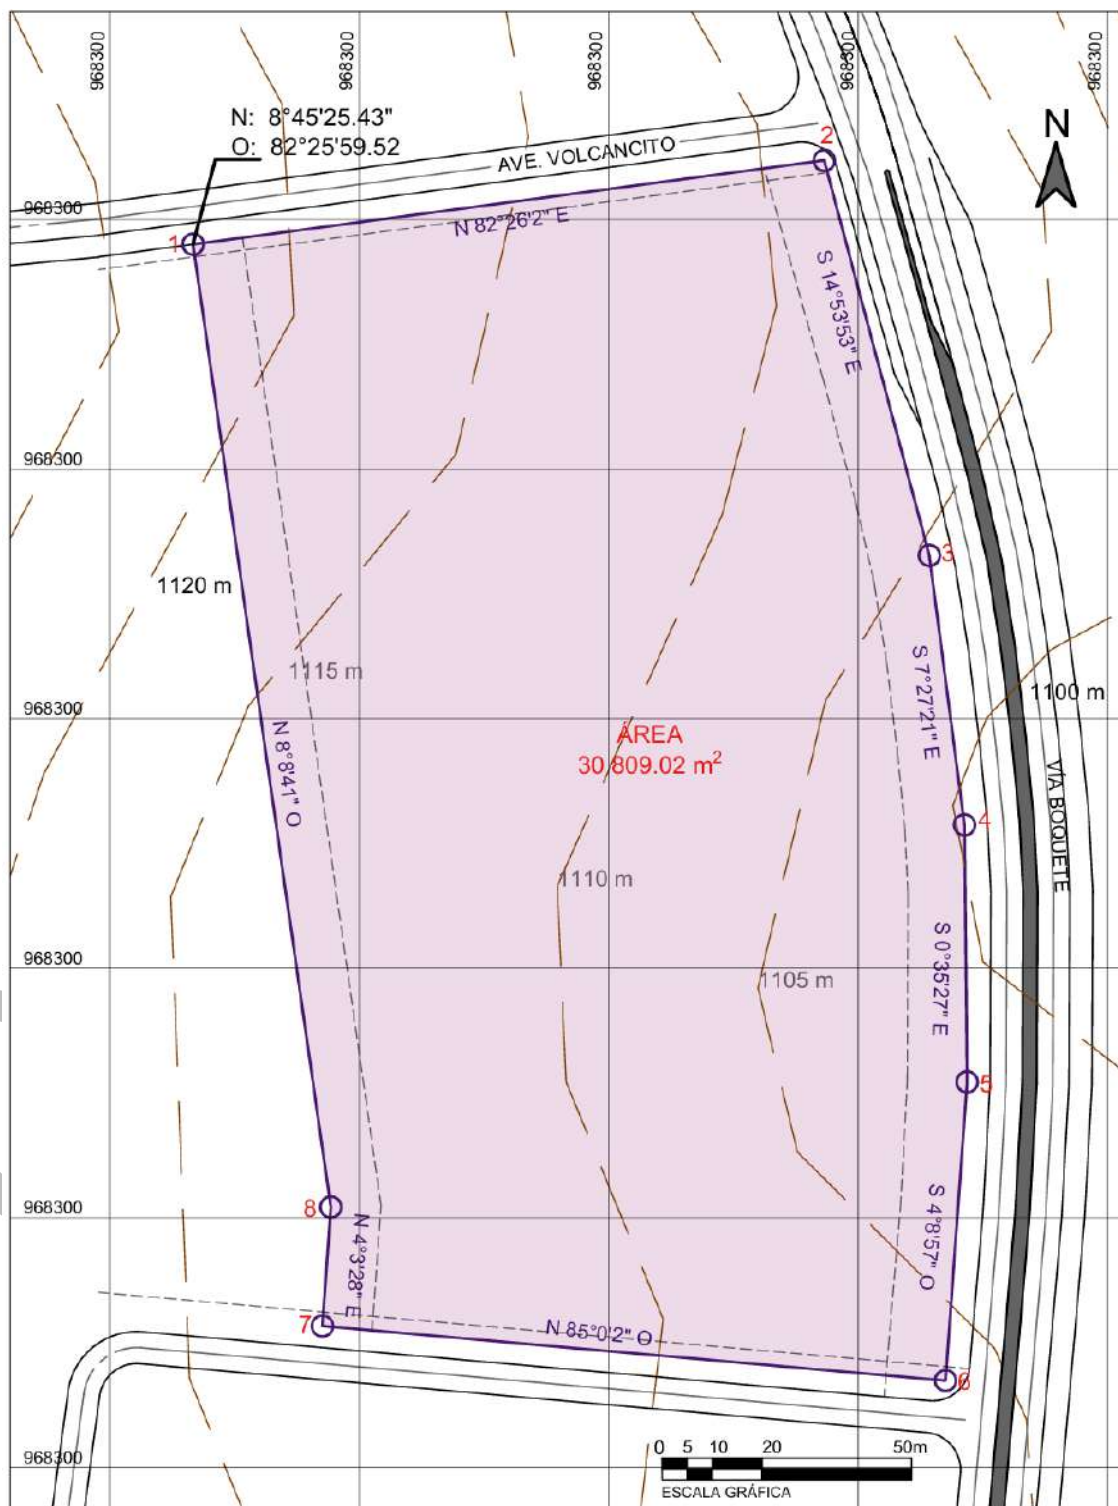 968300
968300
968300
968300
968300
N: 8°45'25.43"
O: 82°25'59.52
N
AVE. VOLCANCITO
2
968300
1
N 82°26'2" E
S 14°53'53" E
968300
3
1120 m
1115 m
S 7°27'21" E
1100 m
968300
ÁREA
30 809.02 m²
N 8°8'41" O
VÍA BOQUETE
4
1110 m
968300
1105 m
S 0°35'27" E
5
8
968300
N 4°3'28" E
S 4°8'57" O
7
N 85°0'2" O
6
968300
0 5 10 20 50m
ESCALA GRÁFICA